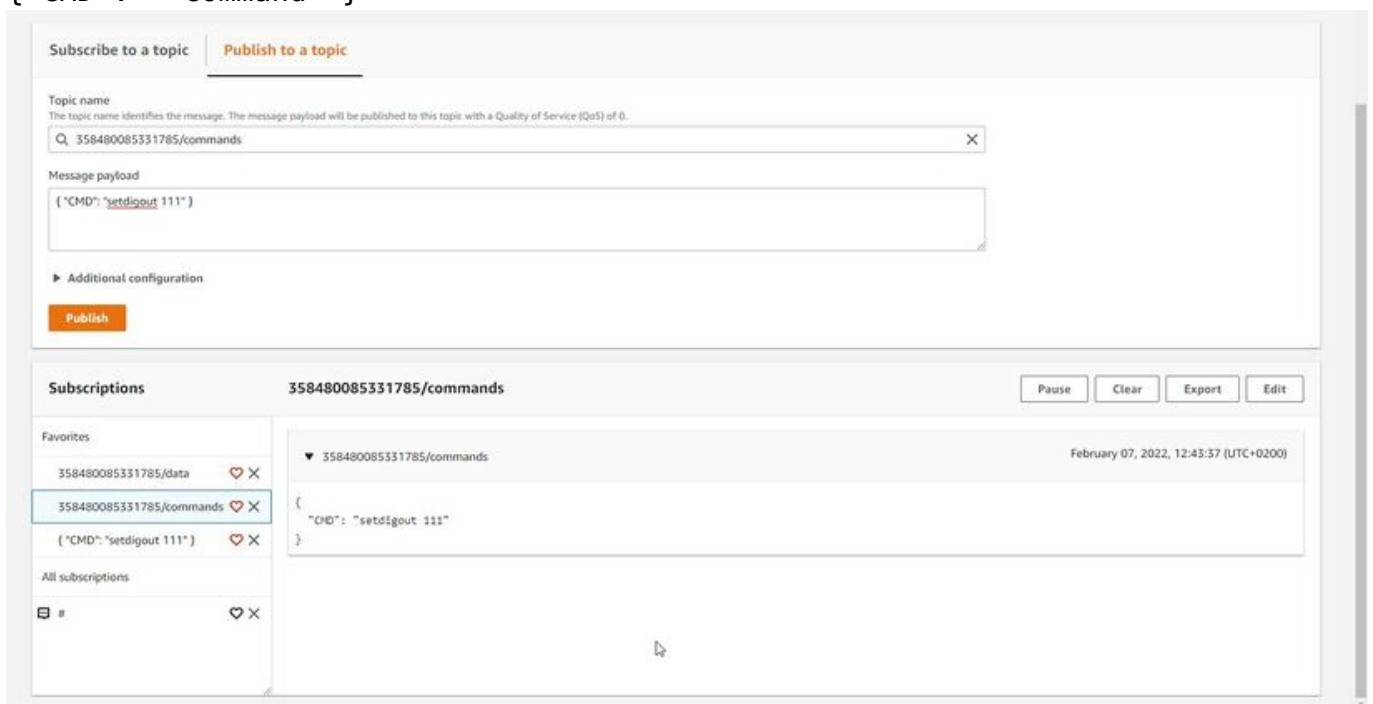 { "CMD": " Command" }
Subscribe to a topic
Publish to a topic
Topic name
The topic name identifies the message. The message payload will be published to this topic with a Quality of Service (QoS) of 0.
358480085331785/commands
Message payload
{ "CMD": "setdigout 111" }
Additional configuration
Publish
Subscriptions
358480085331785/commands
Pause
Clear
Export
Edit
Favorites
358480085331785/data
358480085331785/commands
{ "CMD": "setdigout 111" }
All subscriptions
#
358480085331785/commands
February 07, 2022, 12:43:37 (UTC+0200)
{
"CMD": "setdigout 111"
}